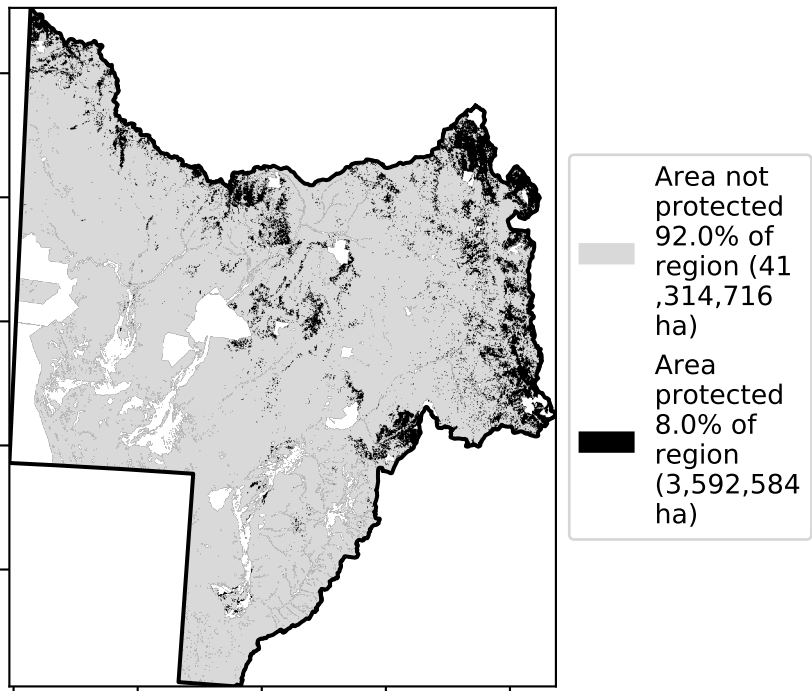 Area not
protected
92.0% of
region (41
,314,716
ha)
Area
protected
8.0% of
region
(3,592,584
ha)